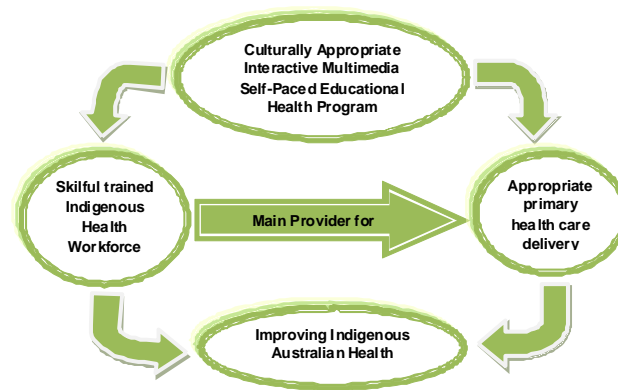 Culturally Appropriate
Interactive Multimedia
Self-Paced Educational
Health Program
Skilful trained
Indigenous
Health
Workforce
Main Provider for
Appropriate
primary
health care
delivery
Improving Indigenous
Australian Health